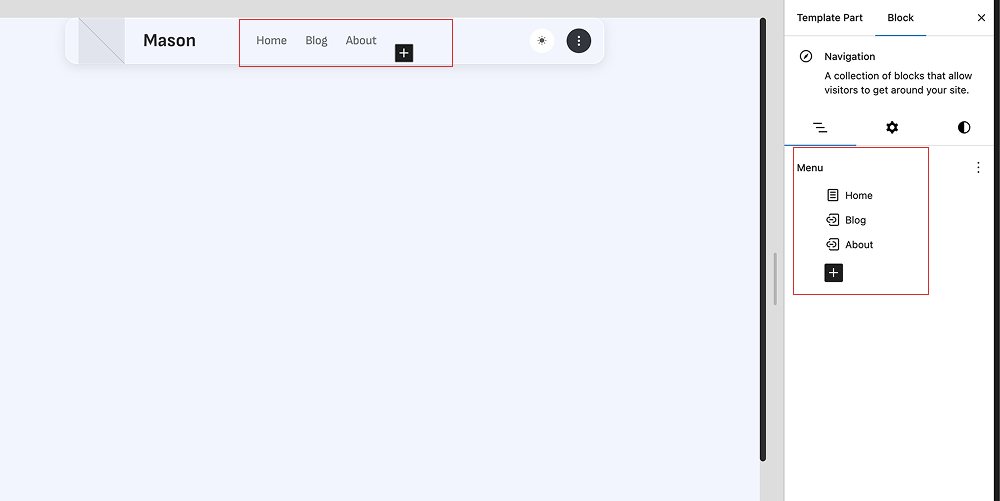 Mason
Home Blog About
Template Part Block
Navigation
A collection of blocks that allow
visitors to get around your site.
Menu
Home
Blog
About